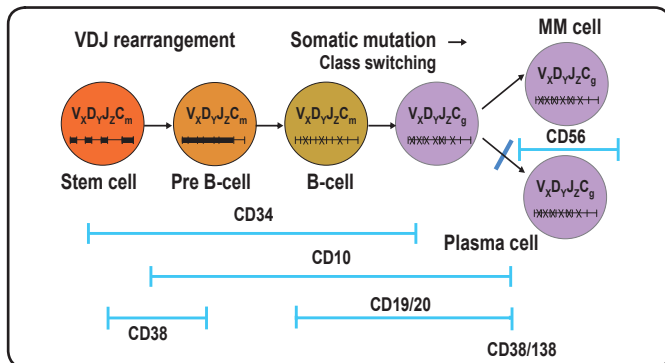 VDJ rearrangement
Somatic mutation →
Class switching
MM cell
VXDYJZCm
VXDYJZCm
VXDYJZCm
VXDYJZCg
VXDYJZCg
Stem cell
Pre B-cell
B-cell
CD56
VXDYJZCg
Plasma cell
CD34
CD10
CD19/20
CD38
CD38/138